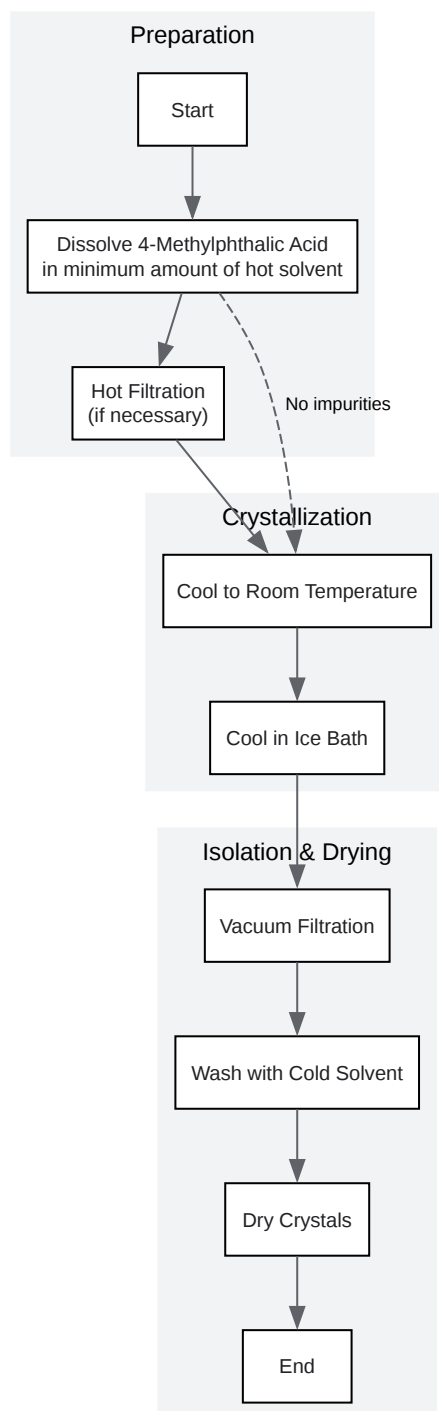 Preparation
Start
Dissolve 4-Methylphthalic Acid
in minimum amount of hot solvent
Hot Filtration
(if necessary)
No impurities
Crystallization
Cool to Room Temperature
Cool in Ice Bath
Isolation & Drying
Vacuum Filtration
Wash with Cold Solvent
Dry Crystals
End